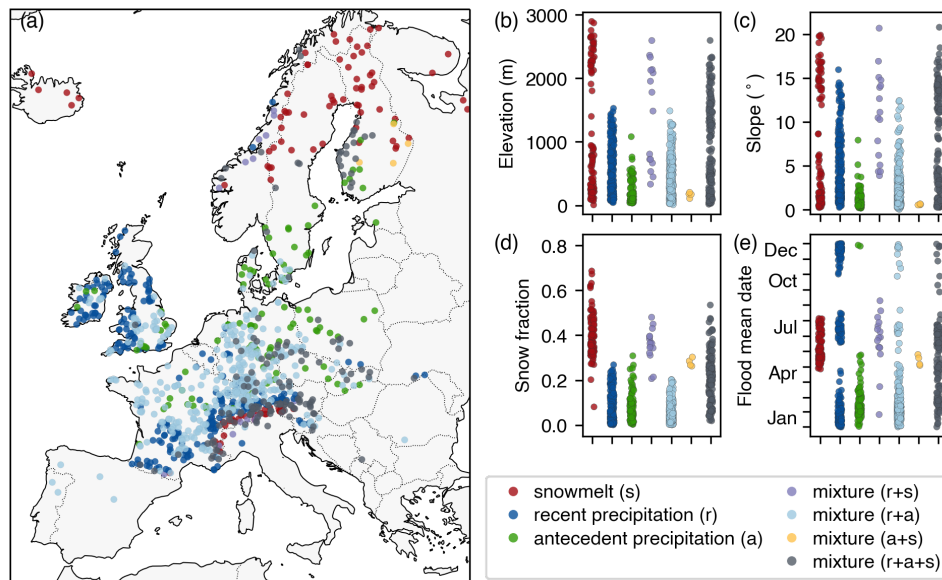 (a)
(b)
3000
2000
1000
0
Elevation (m)
(c)
20
15
10
5
0
Slope (°)
(d)
0.8
0.6
0.4
0.2
0.0
Snow fraction
(e)
Dec
Oct
Jul
Apr
Jan
Flood mean date
snowmelt (s)
recent precipitation (r)
antecedent precipitation (a)
mixture (r+s)
mixture (r+a)
mixture (a+s)
mixture (r+a+s)